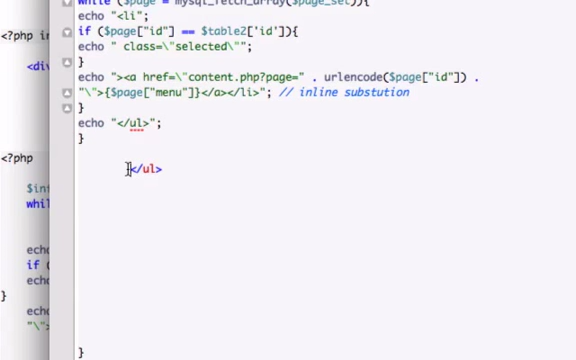 while ($page = mysql_fetch_array($page_set)){
echo "<li";
if ($page["id"] == $table2['id']){
echo " class=\"selected\"";
}
echo "><a href=\"content.php?page=" . urlencode($page["id"]) .
"\">{$page["menu"]}</a></li>"; // inline substution
}
echo "</ul>";
}
</ul>
}
<?php in
<div
<?php
$in
whil
echo
if (
echo
}
echo
"\">